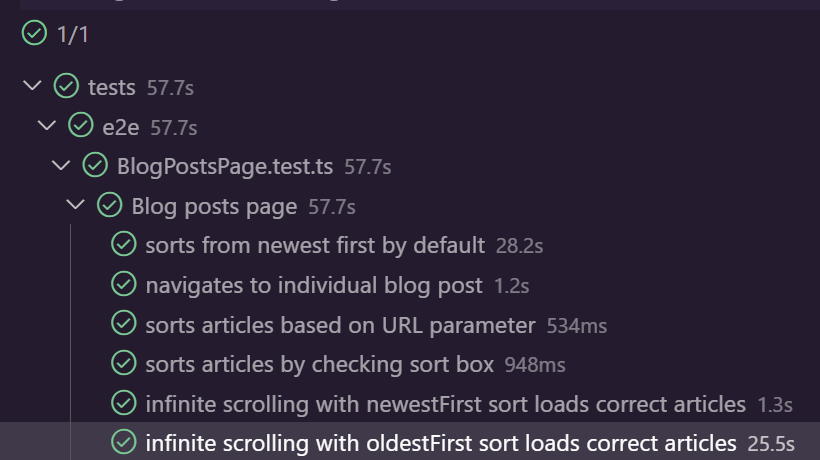 1/1
tests 57.7s
e2e 57.7s
BlogPostsPage.test.ts 57.7s
Blog posts page 57.7s
sorts from newest first by default 28.2s
navigates to individual blog post 1.2s
sorts articles based on URL parameter 534ms
sorts articles by checking sort box 948ms
infinite scrolling with newestFirst sort loads correct articles 1.3s
infinite scrolling with oldestFirst sort loads correct articles 25.5s